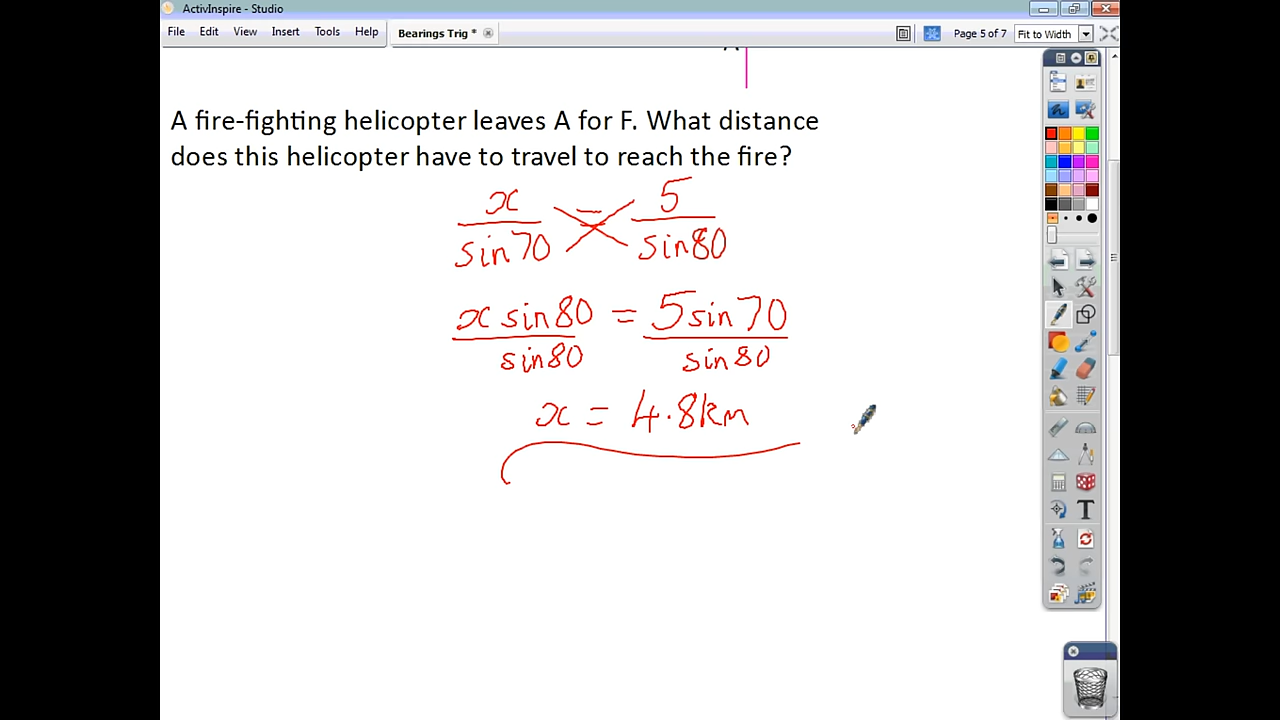 ActivInspire - Studio
File Edit View Insert Tools Help
Bearings Trig *
Page 5 of 7
Fit to Width
A fire-fighting helicopter leaves A for F. What distance
does this helicopter have to travel to reach the fire?
x = 5
sin70 sin80
x sin80 = 5 sin70
sin80 sin80
x = 4.8km
T